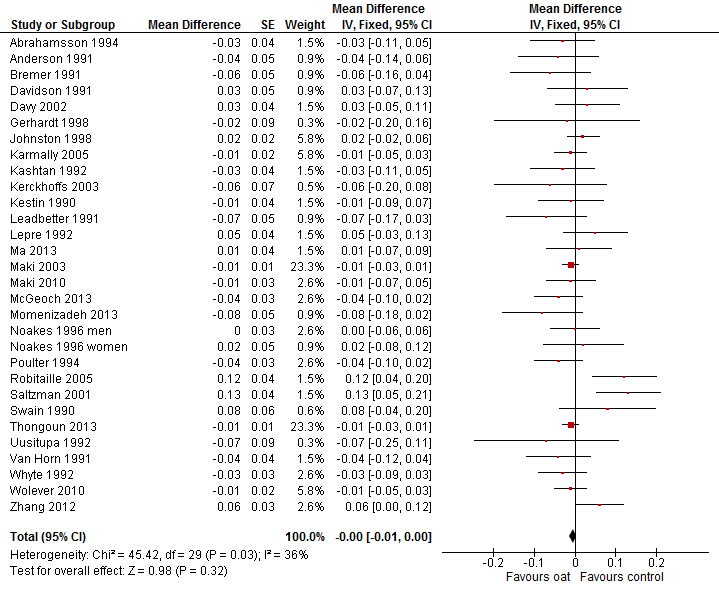 Mean Difference Mean Difference
Study or Subgroup Mean Difference SE Weight IV, Fixed, 95% CI IV, Fixed, 95% CI
Abrahamsson 1994 -0.03 0.04 1.5% -0.03 [-0.11, 0.05]
Anderson 1991 -0.04 0.05 0.9% -0.04 [-0.14, 0.06]
Bremer 1991 -0.06 0.05 0.9% -0.06 [-0.16, 0.04]
Davidson 1991 0.03 0.05 0.9% 0.03 [-0.07, 0.13]
Davy 2002 0.03 0.04 1.5% 0.03 [-0.05, 0.11]
Gerhardt 1998 -0.02 0.09 0.3% -0.02 [-0.20, 0.16]
Johnston 1998 0.02 0.02 5.8% 0.02 [-0.02, 0.06]
Karmally 2005 -0.01 0.02 5.8% -0.01 [-0.05, 0.03]
Kashtan 1992 -0.03 0.04 1.5% -0.03 [-0.11, 0.05]
Kerckhoffs 2003 -0.06 0.07 0.5% -0.06 [-0.20, 0.08]
Kestin 1990 -0.01 0.04 1.5% -0.01 [-0.09, 0.07]
Leadbetter 1991 -0.07 0.05 0.9% -0.07 [-0.17, 0.03]
Lepre 1992 0.05 0.04 1.5% 0.05 [-0.03, 0.13]
Ma 2013 0.01 0.04 1.5% 0.01 [-0.07, 0.09]
Maki 2003 -0.01 0.01 23.3% -0.01 [-0.03, 0.01]
Maki 2010 -0.01 0.03 2.6% -0.01 [-0.07, 0.05]
McGeoch 2013 -0.04 0.03 2.6% -0.04 [-0.10, 0.02]
Momenizadeh 2013 -0.08 0.05 0.9% -0.08 [-0.18, 0.02]
Noakes 1996 men 0 0.03 2.6% 0.00 [-0.06, 0.06]
Noakes 1996 women 0.02 0.05 0.9% 0.02 [-0.08, 0.12]
Poulter 1994 -0.04 0.03 2.6% -0.04 [-0.10, 0.02]
Robitaille 2005 0.12 0.04 1.5% 0.12 [0.04, 0.20]
Saltzman 2001 0.13 0.04 1.5% 0.13 [0.05, 0.21]
Swain 1990 0.08 0.06 0.6% 0.08 [-0.04, 0.20]
Thongoun 2013 -0.01 0.01 23.3% -0.01 [-0.03, 0.01]
Uusitupa 1992 -0.07 0.09 0.3% -0.07 [-0.25, 0.11]
Van Horn 1991 -0.04 0.04 1.5% -0.04 [-0.12, 0.04]
Whyte 1992 -0.03 0.03 2.6% -0.03 [-0.09, 0.03]
Wolever 2010 -0.01 0.02 5.8% -0.01 [-0.05, 0.03]
Zhang 2012 0.06 0.03 2.6% 0.06 [0.00, 0.12]
Total (95% CI) 100.0% -0.00 [-0.01, 0.00]
Heterogeneity: Chi² = 45.42, df = 29 (P = 0.03); I² = 36%
Test for overall effect: Z = 0.98 (P = 0.32)
-0.2 -0.1 0 0.1 0.2
Favours oat Favours control